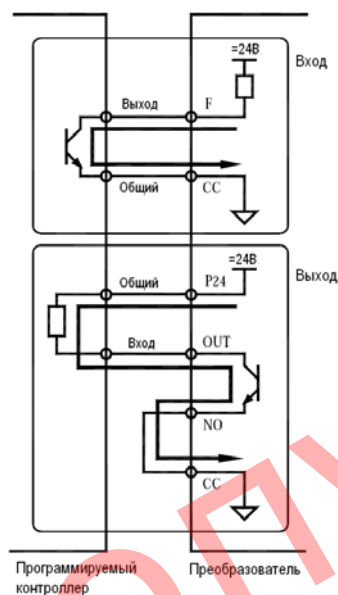 =24В
Вход
Выход F
Общий CC
=24В
Выход
Общий P24
Вход OUT
NO
CC
Программируемый контроллер
Преобразователь